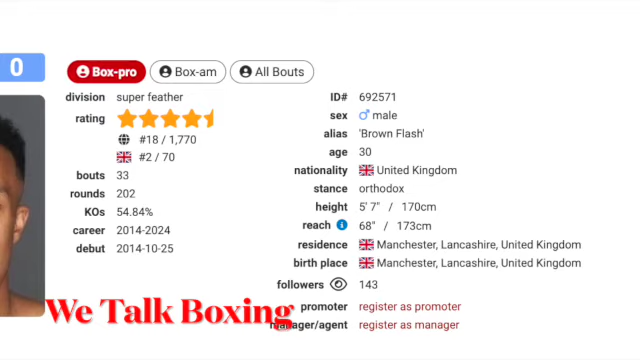 0
Box-pro Box-am All Bouts
division super feather
rating
#18 / 1,770
#2 / 70
bouts 33
rounds 202
KOs 54.84%
career 2014-2024
debut 2014-10-25
ID# 692571
sex ♂ male
alias 'Brown Flash'
age 30
nationality United Kingdom
stance orthodox
height 5' 7" / 170cm
reach 68" / 173cm
residence Manchester, Lancashire, United Kingdom
birth place Manchester, Lancashire, United Kingdom
followers 143
promoter register as promoter
manager/agent register as manager
We Talk Boxing